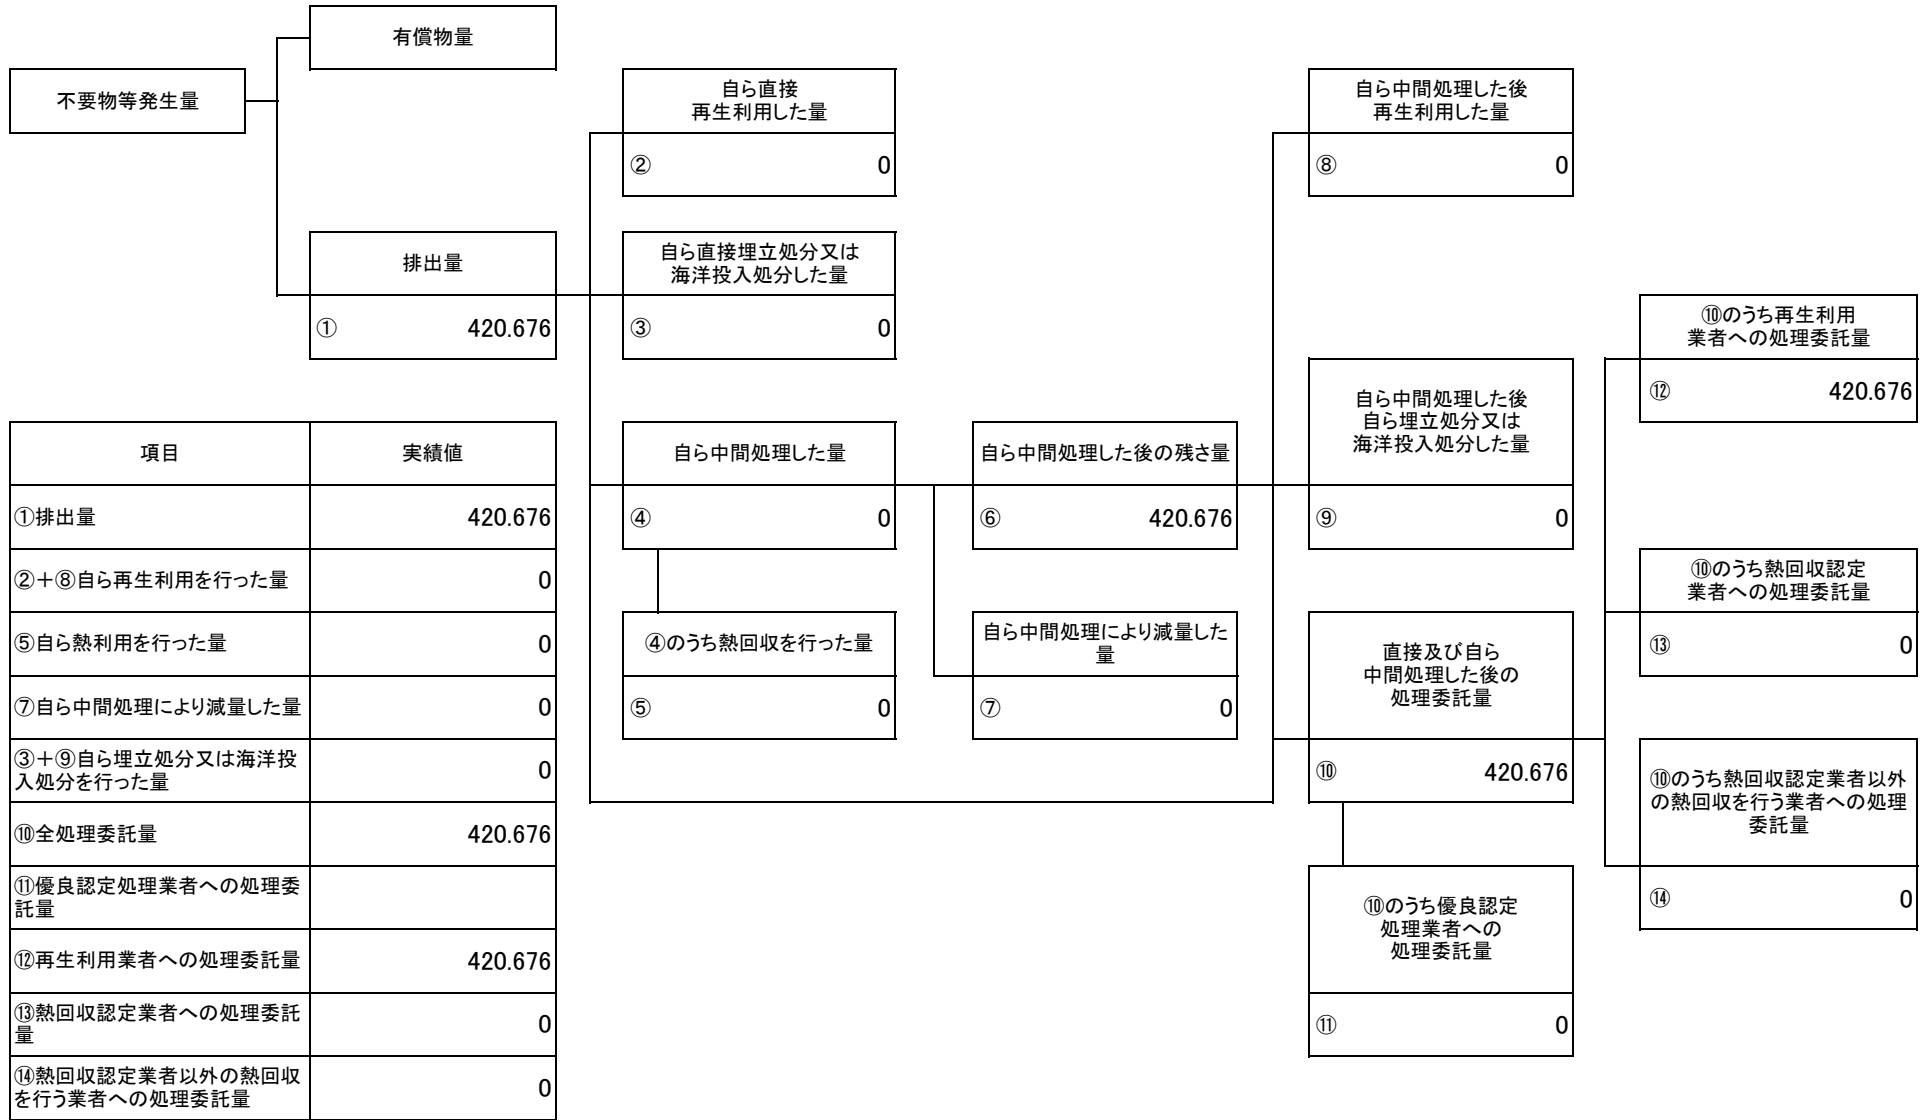 有償物量
不要物等発生量
自ら直接
再生利用した量
② 0
自ら中間処理した後
再生利用した量
⑧ 0
排出量
① 420.676
自ら直接埋立処分又は
海洋投入処分した量
③ 0
⑩のうち再生利用
業者への処理委託量
⑫ 420.676
自ら中間処理した後
自ら埋立処分又は
海洋投入処分した量
⑨ 0
自ら中間処理した量
④ 0
自ら中間処理した後の残さ量
⑥ 420.676
④のうち熱回収を行った量
⑤ 0
自ら中間処理により減量した
量
⑦ 0
直接及び自ら
中間処理した後の
処理委託量
⑩ 420.676
⑩のうち熱回収認定
業者への処理委託量
⑬ 0
⑩のうち熱回収認定業者以外
の熱回収を行う業者への処理
委託量
⑭ 0
⑩のうち優良認定
処理業者への
処理委託量
⑪ 0
項目 実績値
①排出量 420.676
②+⑧自ら再生利用を行った量 0
⑤自ら熱利用を行った量 0
⑦自ら中間処理により減量した量 0
③+⑨自ら埋立処分又は海洋投
入処分を行った量 0
⑩全処理委託量 420.676
⑪優良認定処理業者への処理委
託量
⑫再生利用業者への処理委託量 420.676
⑬熱回収認定業者への処理委託
量 0
⑭熱回収認定業者以外の熱回収
を行う業者への処理委託量 0